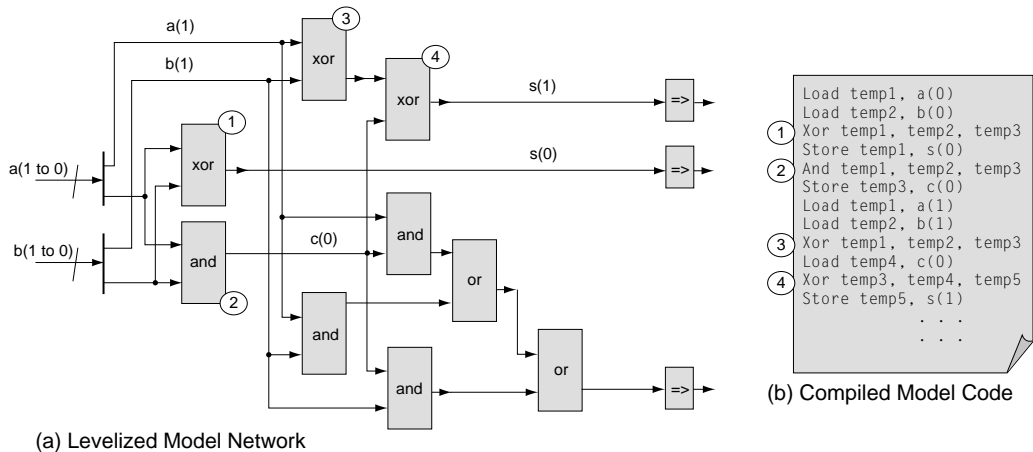 a(1)
3
xor
b(1)
4
xor
s(1)
=>
1
xor
s(0)
=>
a(1 to 0)
b(1 to 0)
and
2
c(0)
and
or
and
and
or
=>
(a) Levelized Model Network
Load temp1, a(0)
Load temp2, b(0)
1 Xor temp1, temp2, temp3
Store temp1, s(0)
2 And temp1, temp2, temp3
Store temp3, c(0)
Load temp1, a(1)
Load temp2, b(1)
3 Xor temp1, temp2, temp3
Load temp4, c(0)
4 Xor temp3, temp4, temp5
Store temp5, s(1)
. . .
. . .
(b) Compiled Model Code